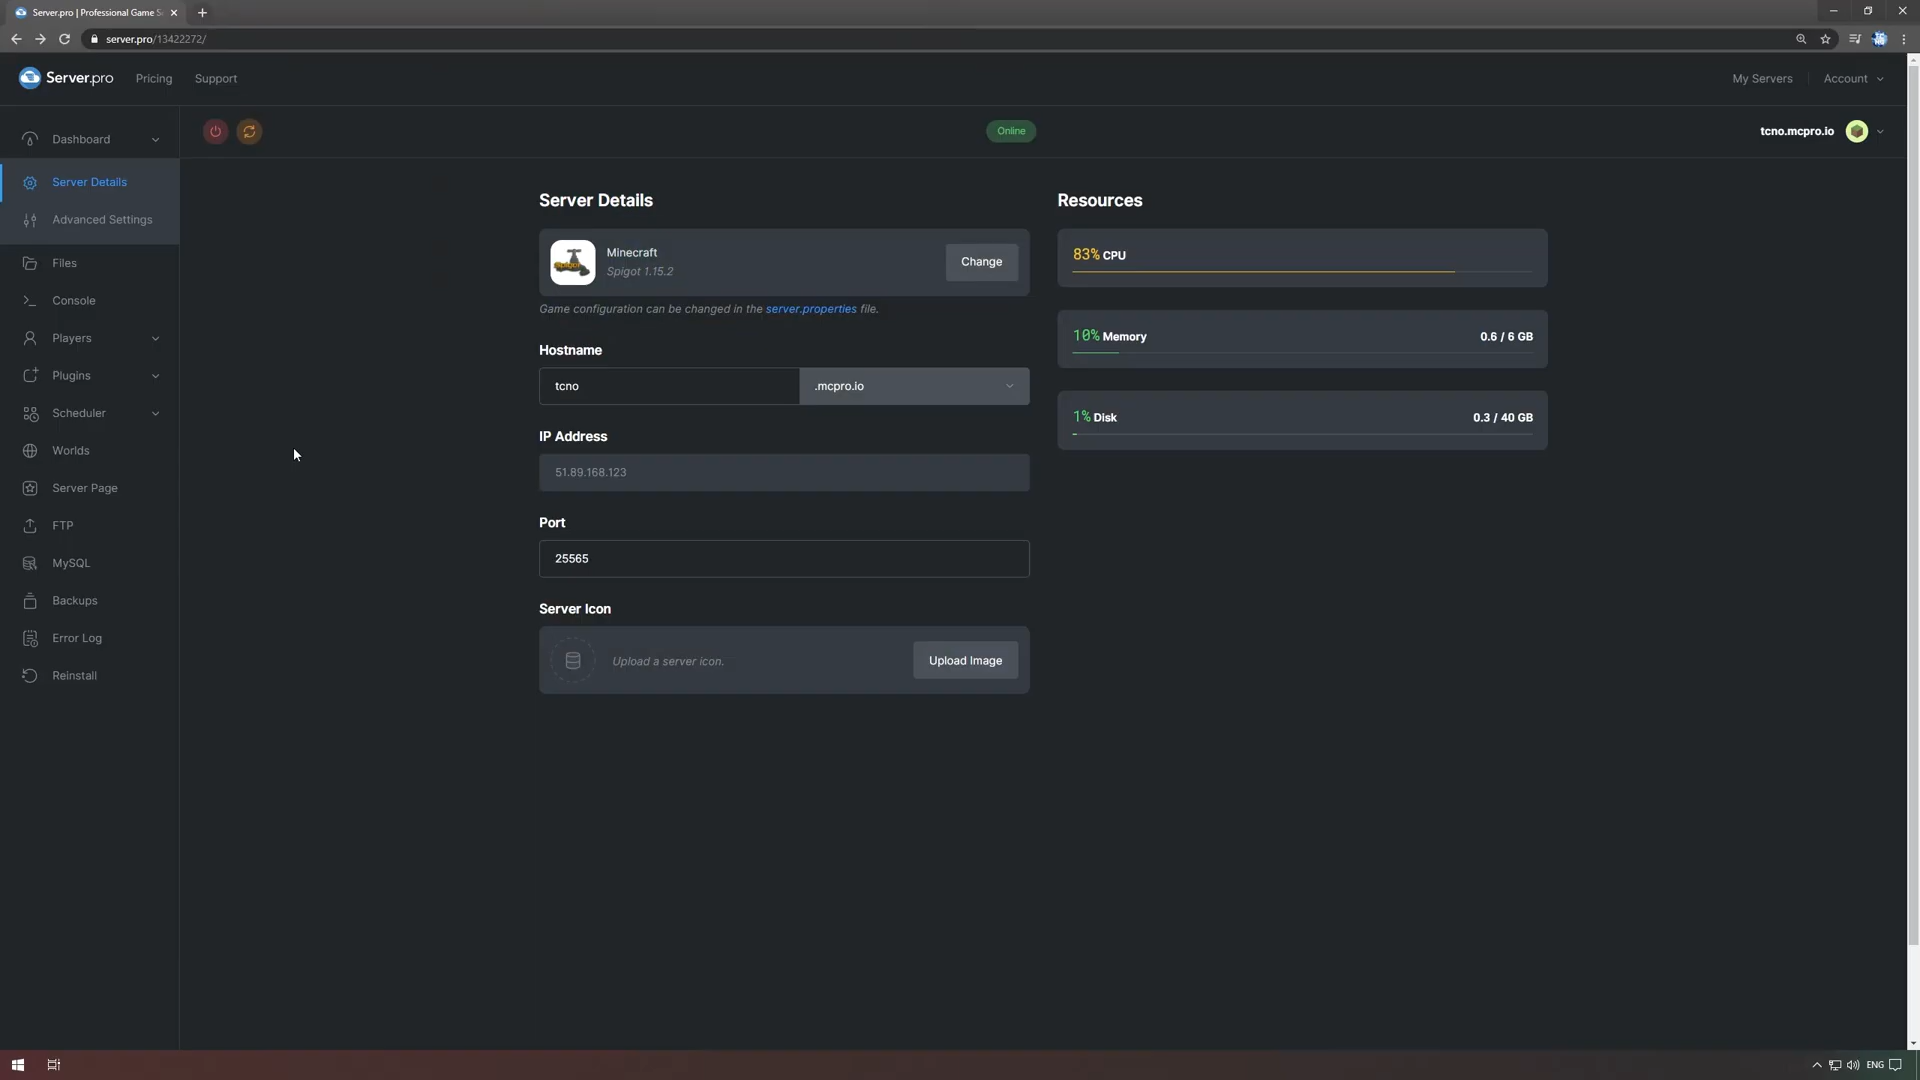 Server.pro | Professional Game S
server.pro/13422272/
Server.pro
Pricing
Support
My Servers
Account
Dashboard
Online
tcno.mcpro.io
Server Details
Advanced Settings
Files
Console
Players
Plugins
Scheduler
Worlds
Server Page
FTP
MySQL
Backups
Error Log
Reinstall
Server Details
Spigot
Minecraft
Spigot 1.15.2
Change
Game configuration can be changed in the server.properties file.
Hostname
tcno
.mcpro.io
IP Address
51.89.168.123
Port
25565
Server Icon
Upload a server icon.
Upload Image
Resources
83% CPU
10% Memory
0.6 / 6 GB
1% Disk
0.3 / 40 GB
ENG